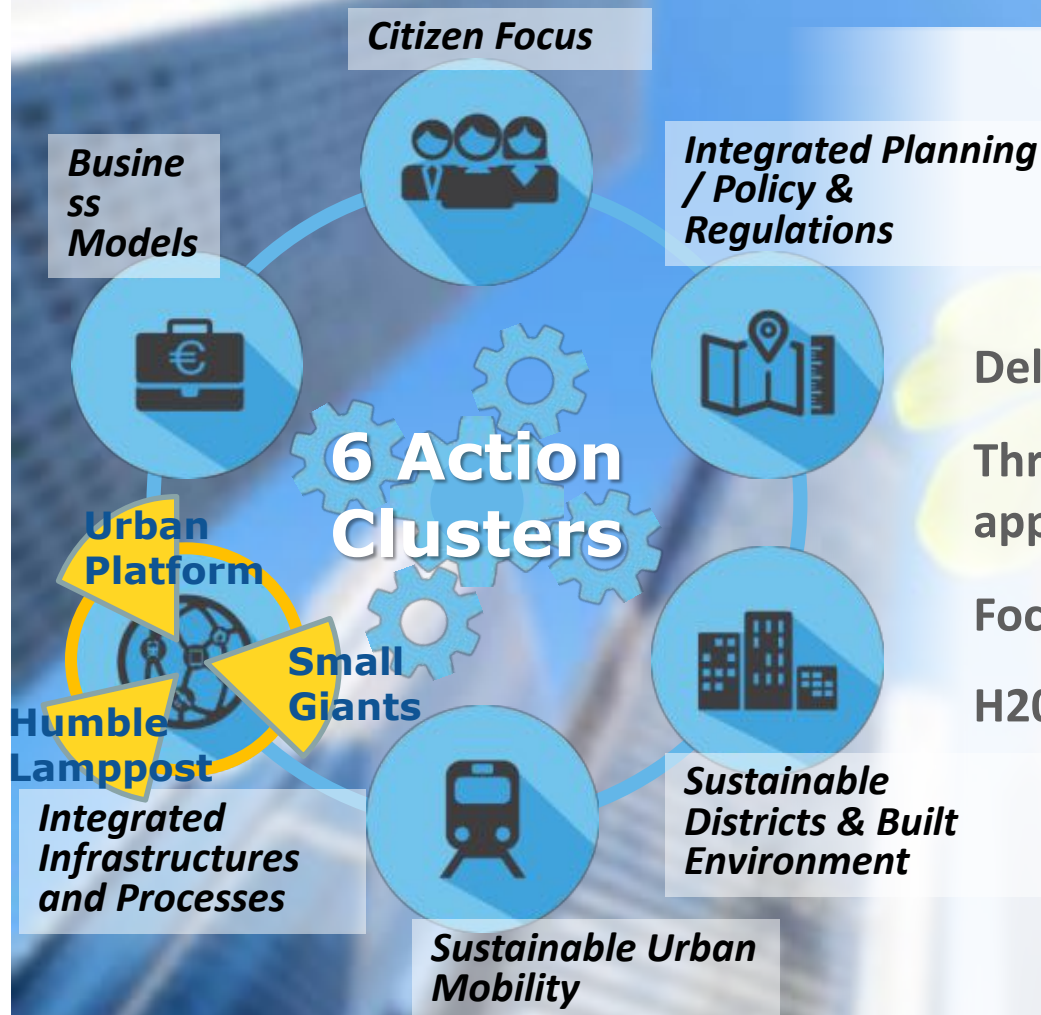 Citizen Focus
Busine
ss
Models
Integrated Planning
/ Policy &
Regulations
€
6 Action
Clusters
Urban
Platform
Small
Giants
Humble
Lamppost
Integrated
Infrastructures
and Processes
Sustainable
Districts & Built
Environment
Sustainable Urban
Mobility